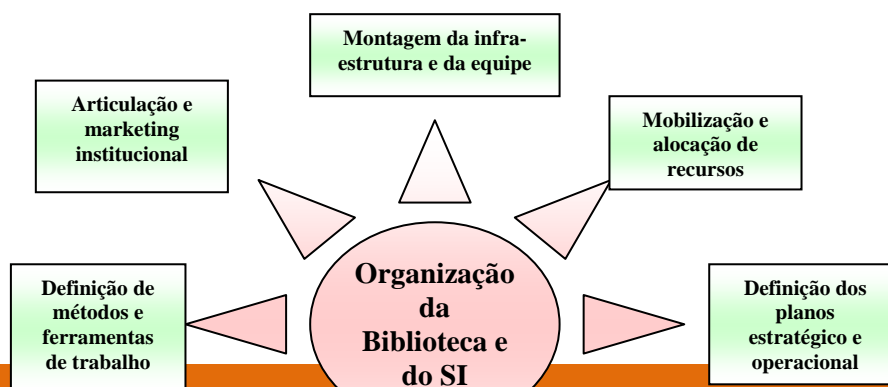 Montagem da infra-
estrutura e da equipe
Articulação e
marketing
institucional
Mobilização e
alocação de
recursos
Definição de
métodos e
ferramentas
de trabalho
Organização
da
Biblioteca e
do SI
Definição dos
planos
estratégico e
operacional